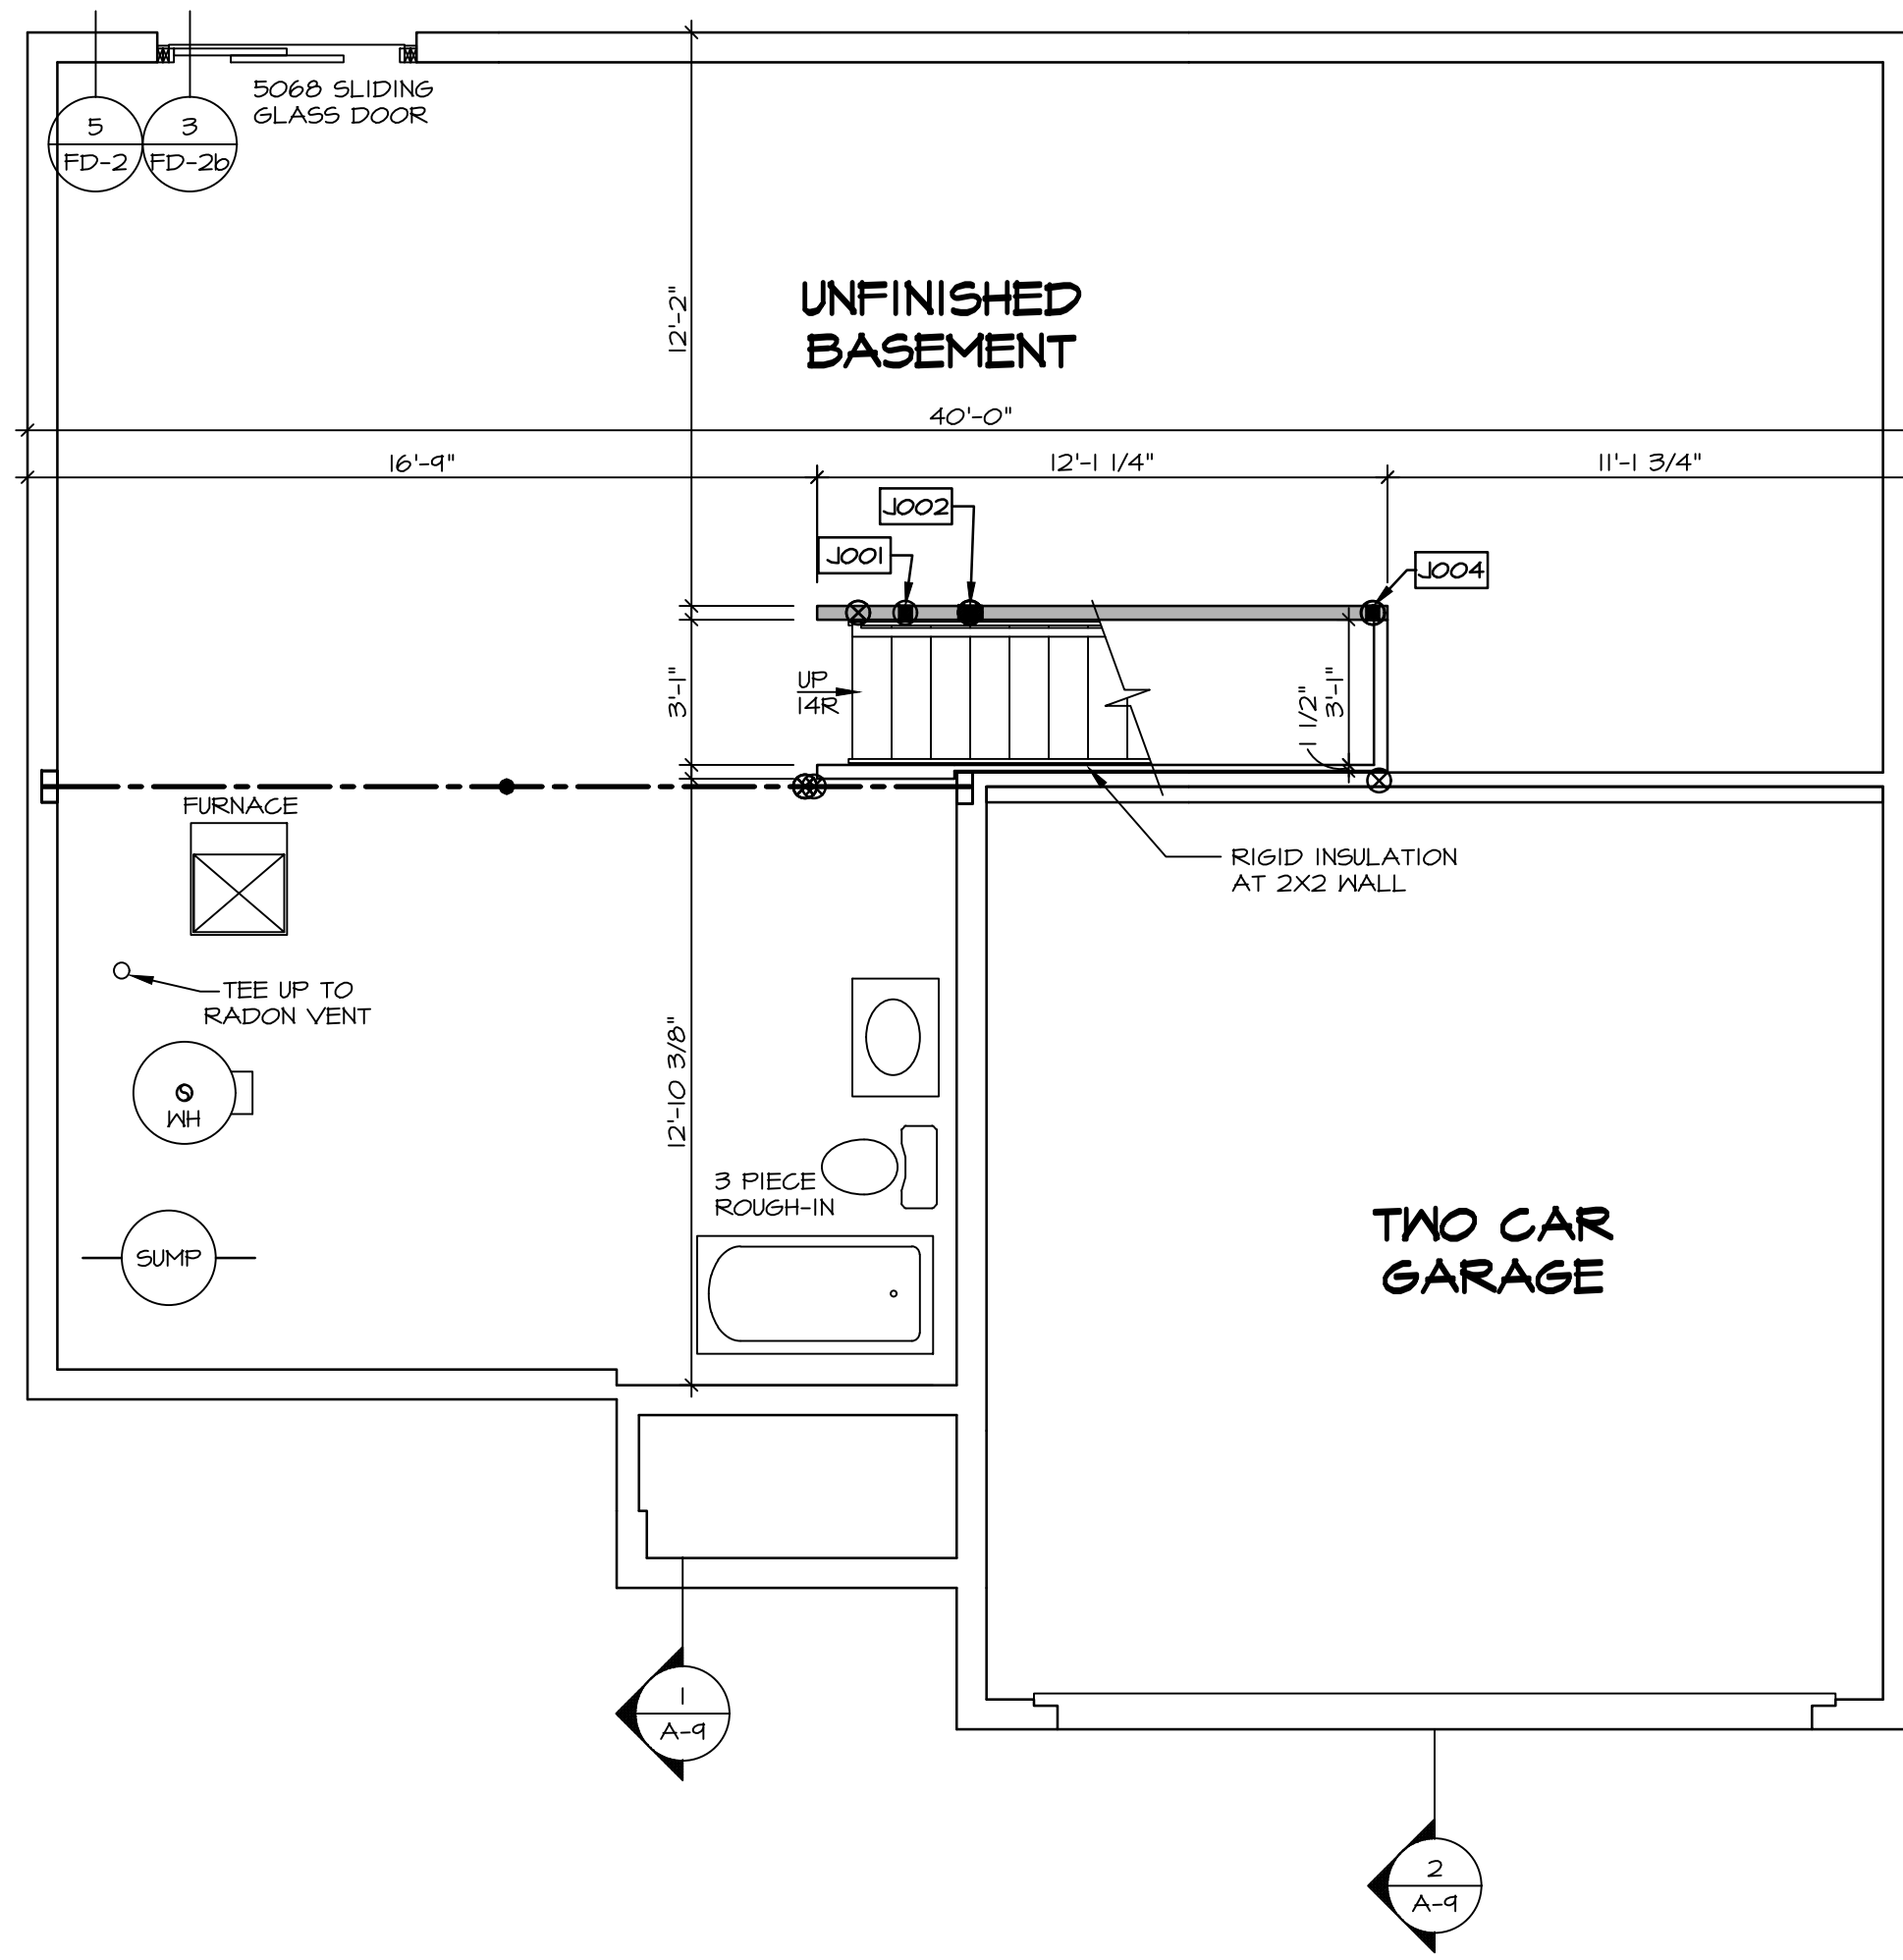 5068 SLIDING
GLASS DOOR
5
FD-2
3
FD-2b
UNFINISHED
BASEMENT
12'-2"
40'-0"
16'-9"
12'-1 1/4"
11'-1 3/4"
J002
J001
J004
UP
14R
3'-1"
1 1/2"
3'-1"
FURNACE
RIGID INSULATION
AT 2X2 WALL
TEE UP TO
RADON VENT
12'-10 3/8"
WH
3 PIECE
ROUGH-IN
SUMP
TWO CAR
GARAGE
1
A-9
2
A-9